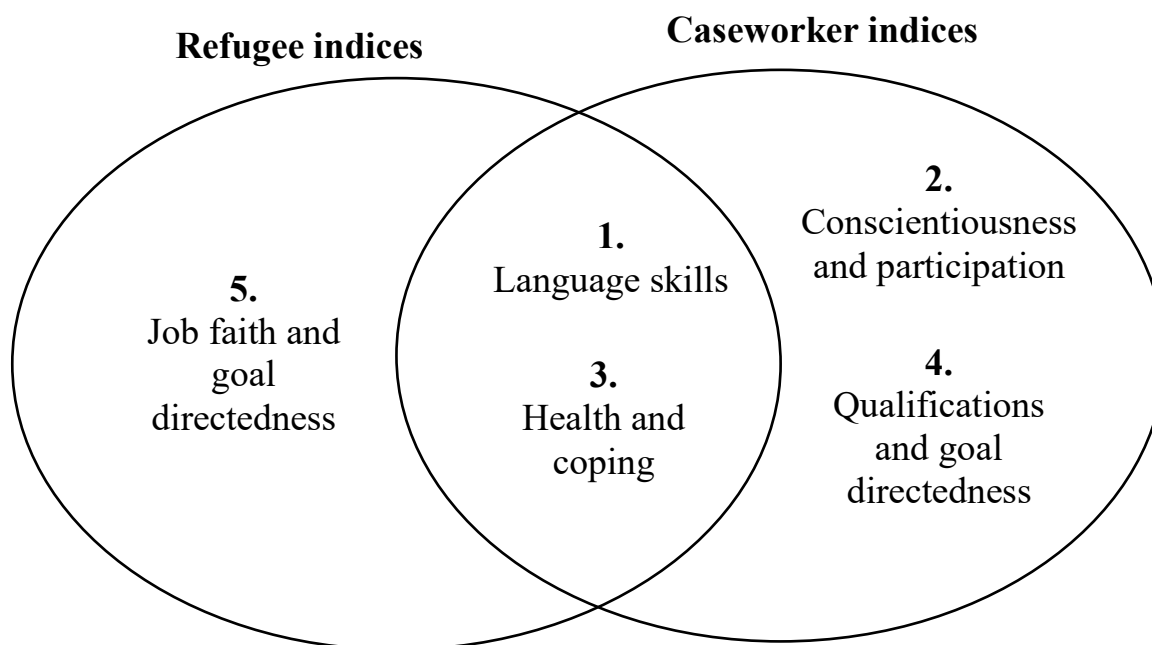 Refugee indices
Caseworker indices
5.
Job faith and
goal
directedness
1.
Language skills
3.
Health and
coping
2.
Conscientiousness
and participation
4.
Qualifications
and goal
directedness